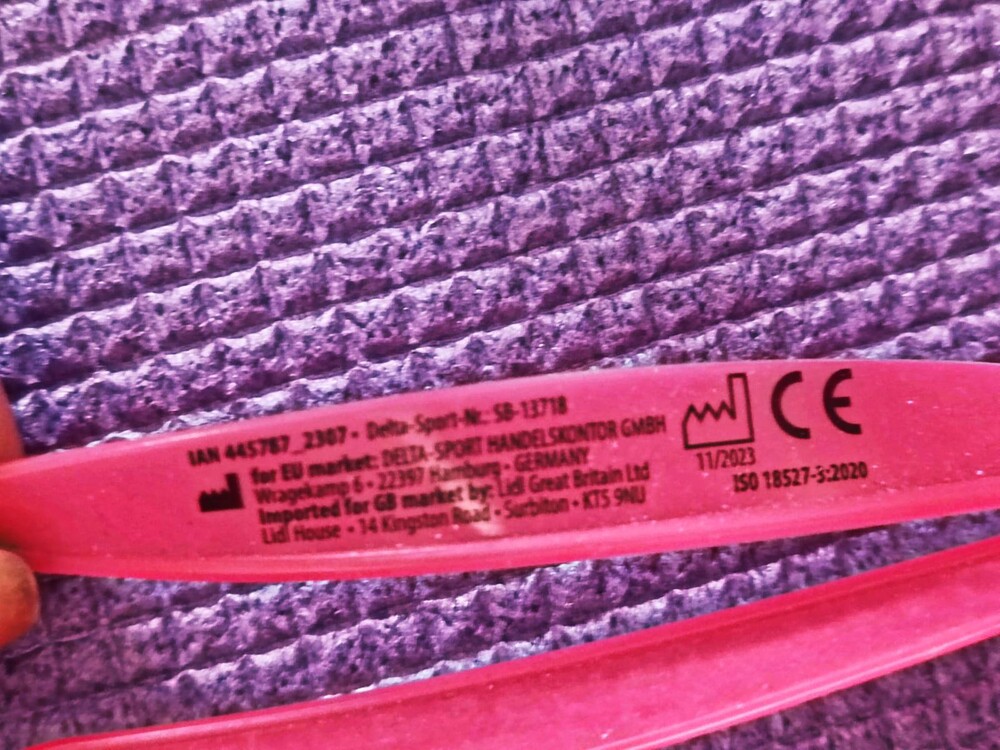 IAN 445787_2307 • Delta-Sport-Nr.: SB-13718
for EU market: DELTA-SPORT HANDELSKONTOR GMBH
Wragekamp 6 • 22397 Hamburg • GERMANY
Imported for GB market by: Lidl Great Britain Ltd
Lidl House • 14 Kingston Road • Surbiton • KT5 9NU
11/2023
CE
ISO 18527-3:2020